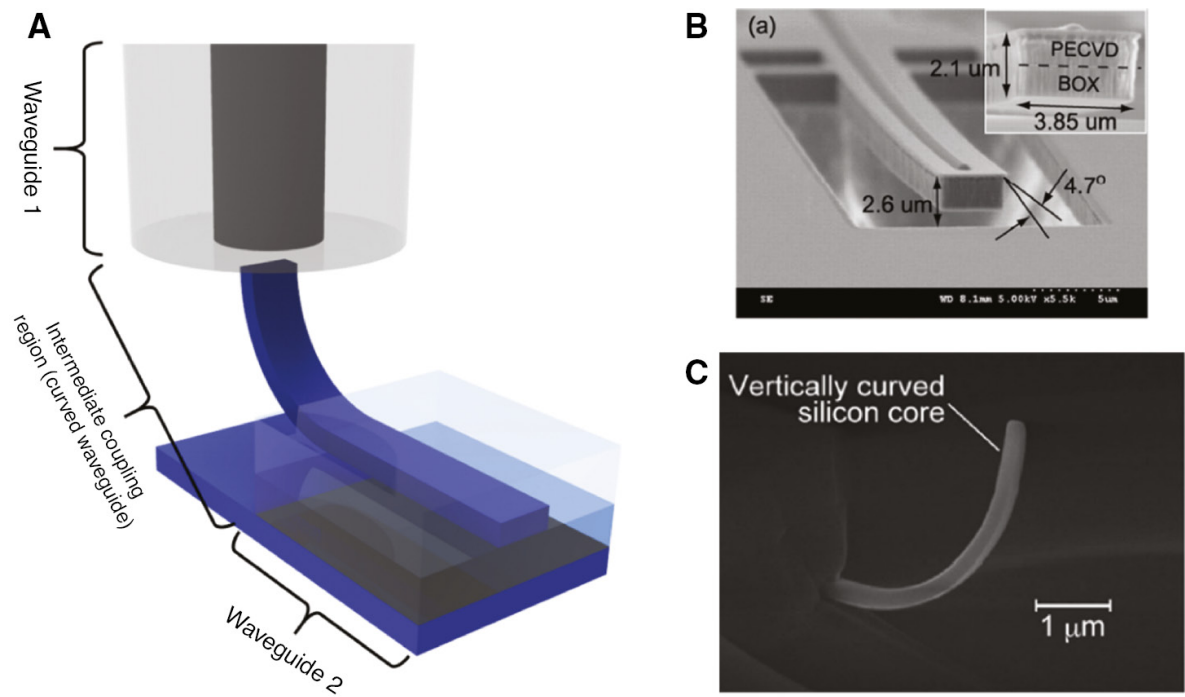 A
Waveguide 1
Intermediate coupling
region (curved waveguide)
Waveguide 2
B
(a)
PECVD
BOX
2.1 um
3.85 um
2.6 um
4.7º
SE
WD 8.1mm 5.00kV x5.5k 5um
C
Vertically curved
silicon core
1 μm